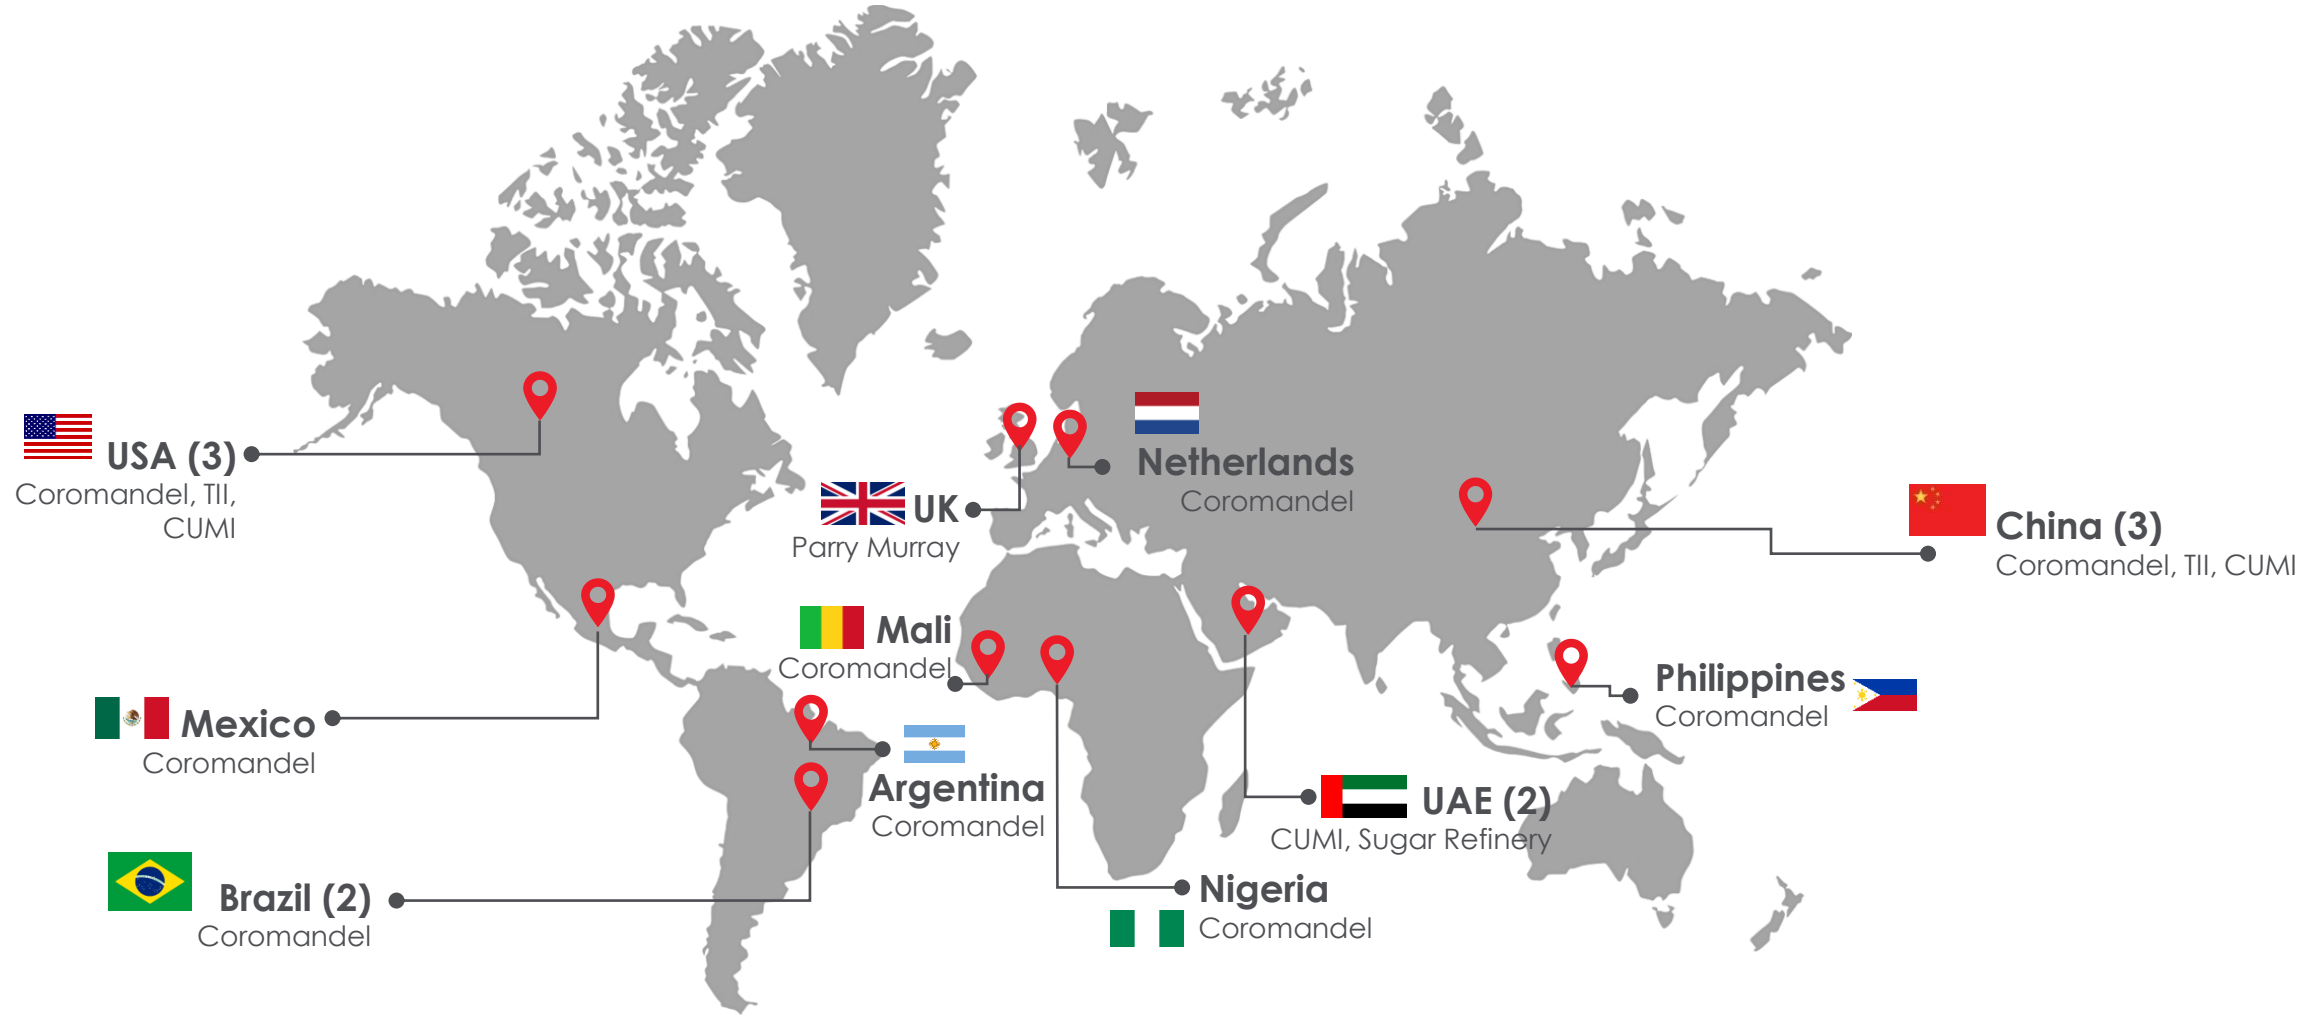 USA (3)
Coromandel, TII,
CUMI
Netherlands
Coromandel
UK
Parry Murray
China (3)
Coromandel, TII, CUMI
Mali
Coromandel
Philippines
Coromandel
Mexico
Coromandel
Argentina
Coromandel
UAE (2)
CUMI, Sugar Refinery
Brazil (2)
Coromandel
Nigeria
Coromandel